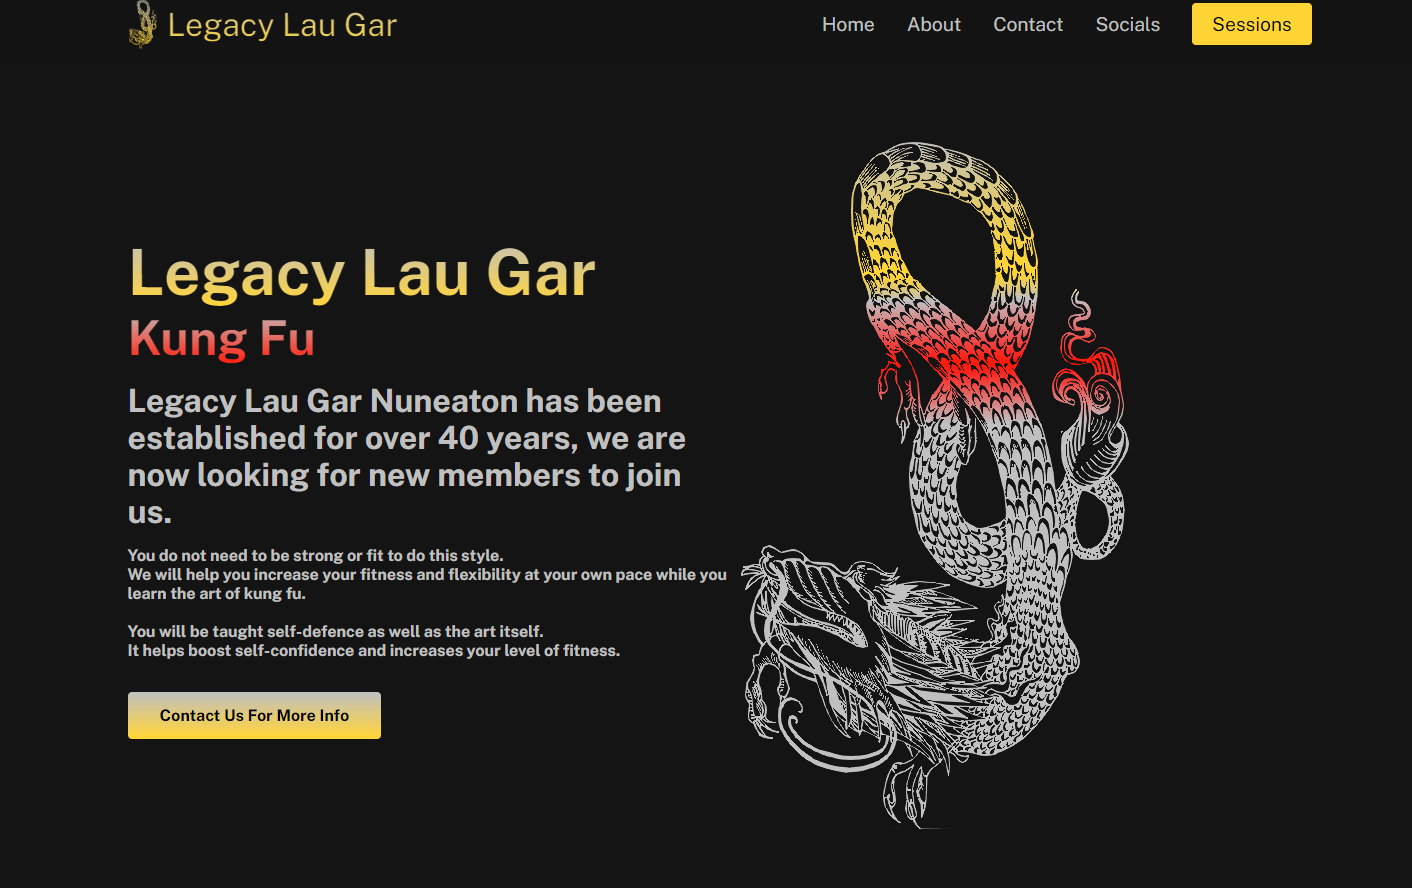 Legacy Lau Gar
Home About Contact Socials Sessions
Legacy Lau Gar
Kung Fu
Legacy Lau Gar Nuneaton has been
established for over 40 years, we are
now looking for new members to join
us.
You do not need to be strong or fit to do this style.
We will help you increase your fitness and flexibility at your own pace while you
learn the art of kung fu.
You will be taught self-defence as well as the art itself.
It helps boost self-confidence and increases your level of fitness.
Contact Us For More Info